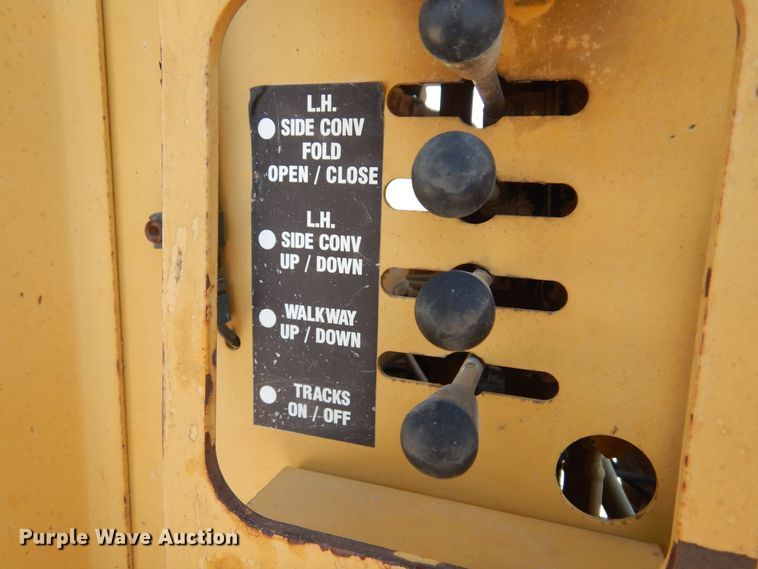 L.H.
SIDE CONV
FOLD
OPEN / CLOSE
L.H.
SIDE CONV
UP / DOWN
WALKWAY
UP / DOWN
TRACKS
ON / OFF
Purple Wave Auction